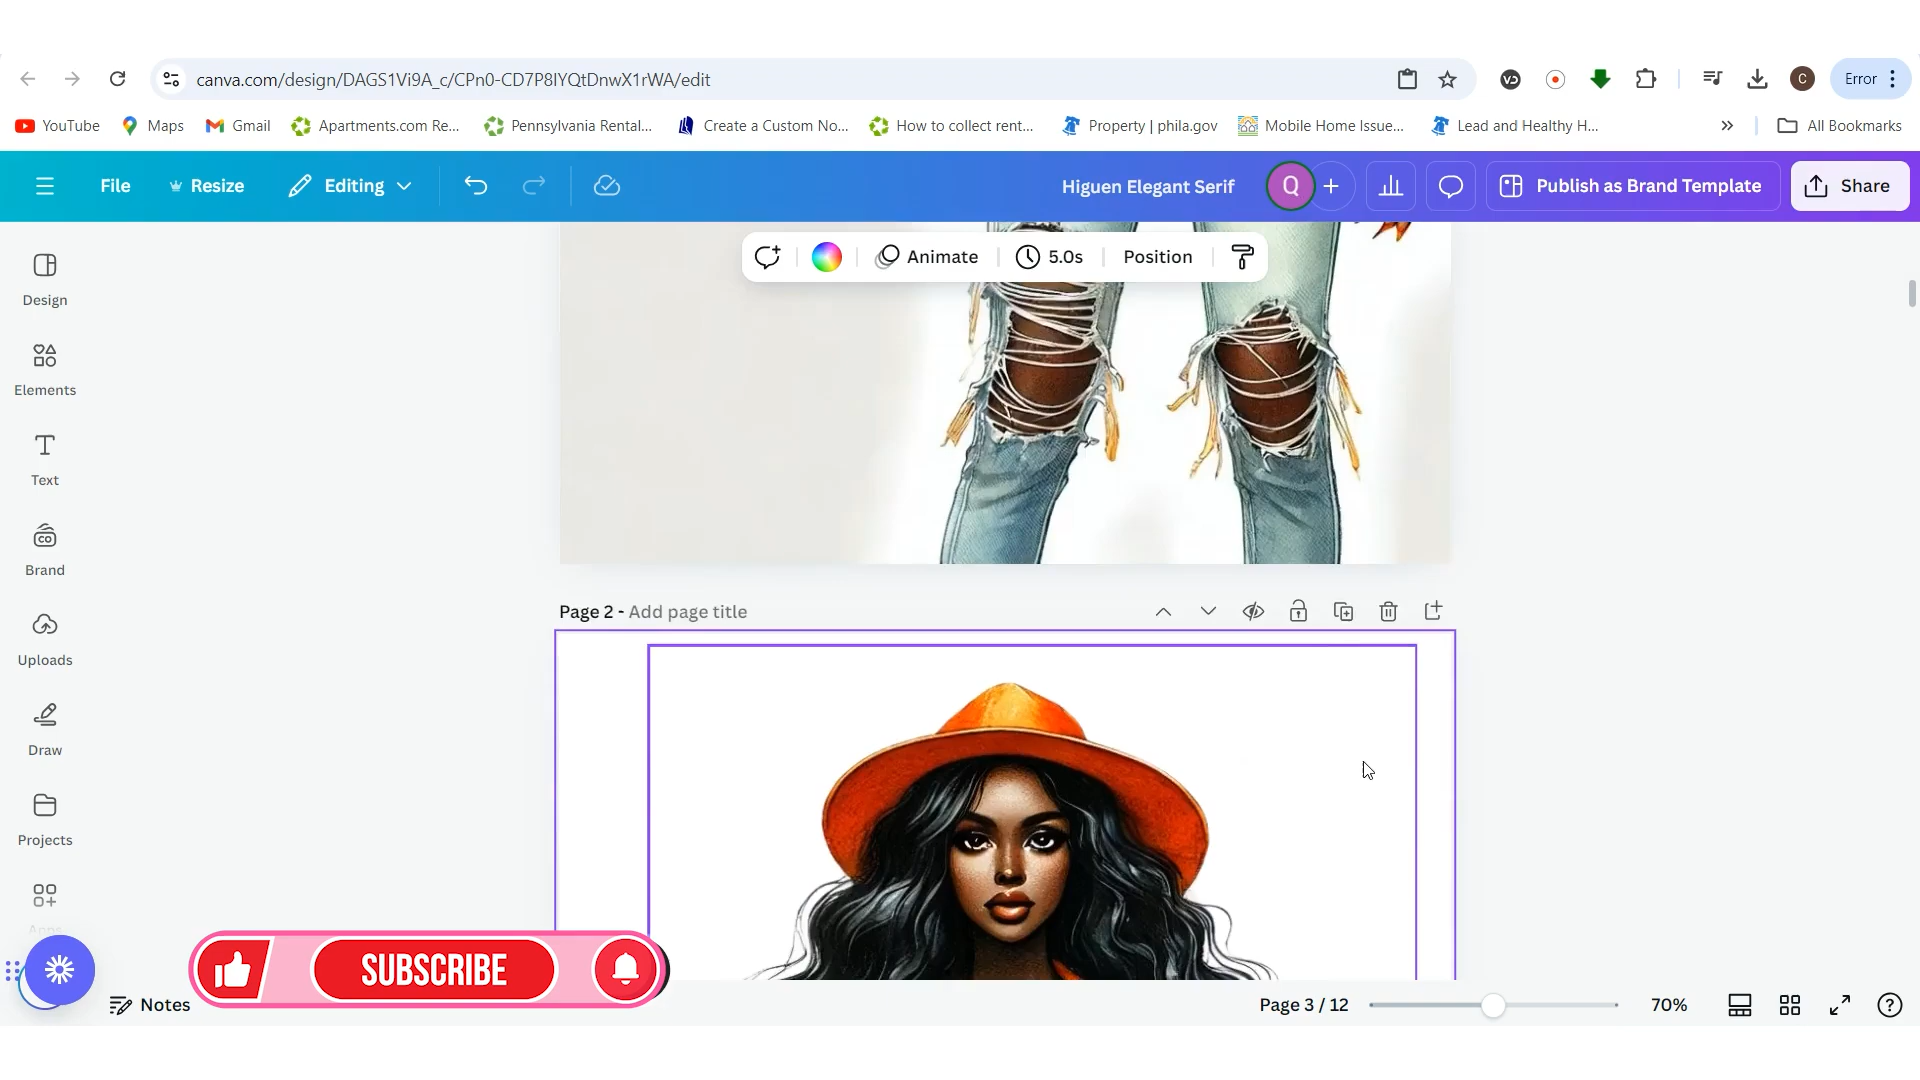 canva.com/design/DAGS1Vi9A_c/CPn0-CD7P8IYQtDnwX1rWA/edit
C
Error
YouTube
Maps
Gmail
Apartments.com Re...
Pennsylvania Rental...
Create a Custom No...
How to collect rent...
Property | phila.gov
Mobile Home Issue...
Lead and Healthy H...
All Bookmarks
File
Resize
Editing
Higuen Elegant Serif
Q
Publish as Brand Template
Share
Animate
5.0s
Position
Design
Elements
Text
Brand
Uploads
Draw
Projects
Apps
Page 2 - Add page title
SUBSCRIBE
Notes
Page 3 / 12
70%